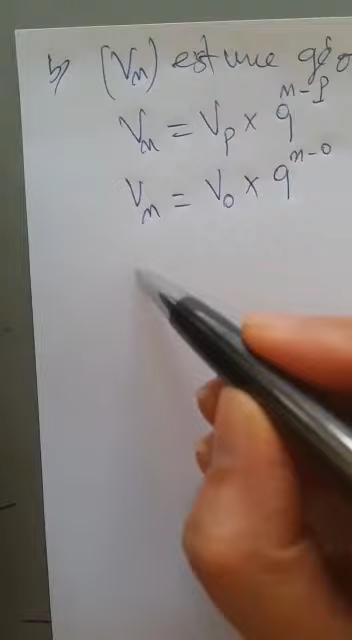 b) (Vn) est une géo
Vn = Vp × q^n-p
Vn = V0 × q^n-0